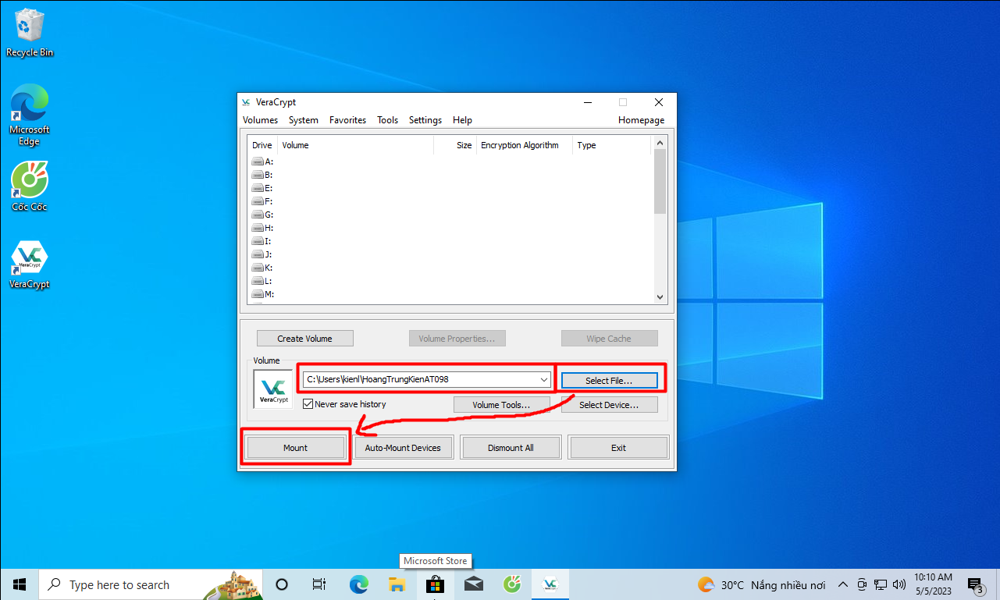 Recycle Bin
Microsoft
Edge
Cốc Cốc
VeraCrypt
VeraCrypt
VeraCrypt
Volumes System Favorites Tools Settings Help Homepage
Drive Volume Size Encryption Algorithm Type
A:
B:
E:
F:
G:
H:
I:
J:
K:
L:
M:
Create Volume Volume Properties... Wipe Cache
Volume
VeraCrypt
C:\Users\kienl\HoangTrungKienAT098 Select File...
Never save history Volume Tools... Select Device...
Mount Auto-Mount Devices Dismount All Exit
Microsoft Store
Type here to search
30°C Nắng nhiều nơi
10:10 AM
5/5/2023
3